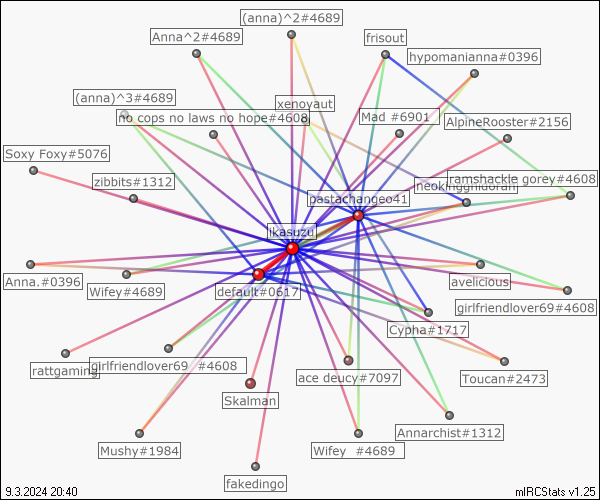 (anna)^2#4689
Anna^2#4689
frisout
hypomanianna#0396
(anna)^3#4689
xenoyaut
no cops no laws no hope#4608
Mad #6901
AlpineRooster#2156
Soxy Foxy#5076
zibbits#1312
ramshackle gorey#4608
neokingghidorah
pastachangeo41
ikasuzu
Anna.#0396
Wifey#4689
default#0617
avelicious
girlfriendlover69#4608
Cypha#1717
rattgaming
girlfriendlover69 #4608
ace deucy#7097
Toucan#2473
Skalman
Annarchist#1312
Mushy#1984
Wifey #4689
fakedingo
9.3.2024 20:40
mIRCStats v1.25